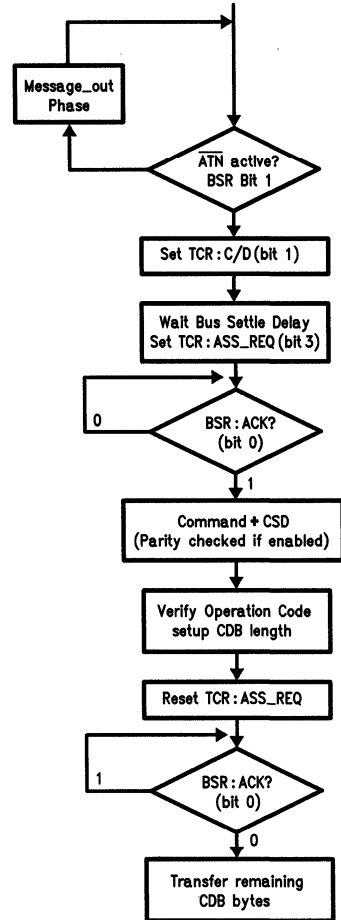 Message_out
Phase
ATN active?
BSR Bit 1
Set TCR:C/D(bit 1)
Wait Bus Settle Delay
Set TCR:ASS_REQ(bit 3)
0
BSR:ACK?
(bit 0)
1
Command + CSD
(Parity checked if enabled)
Verify Operation Code
setup CDB length
Reset TCR:ASS_REQ
1
BSR:ACK?
(bit 0)
0
Transfer remaining
CDB bytes